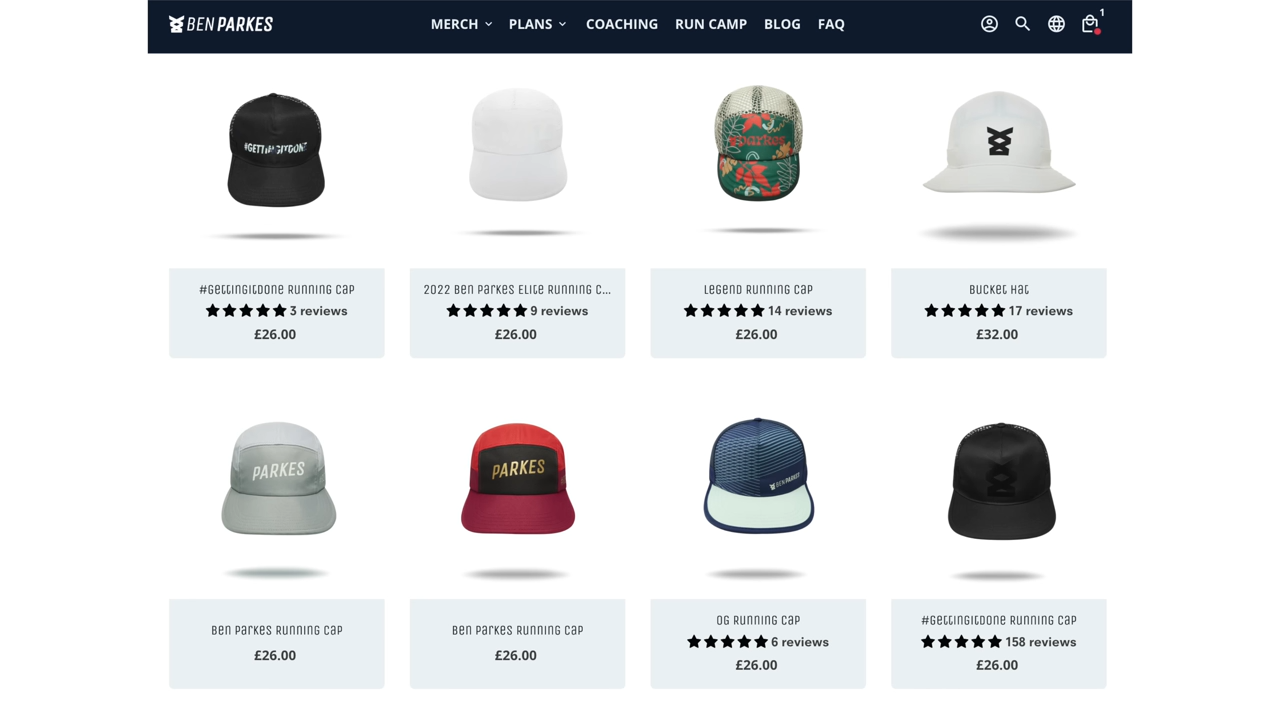 BEN PARKES
MERCH PLANS COACHING RUN CAMP BLOG FAQ
1
#GETTINGITDONE
#parkes
#GettingItDone Running Cap
3 reviews
£26.00
2022 Ben Parkes Elite Running C...
9 reviews
£26.00
Legend Running Cap
14 reviews
£26.00
Bucket Hat
17 reviews
£32.00
PARKES
PARKES
BEN PARKES
Ben Parkes Running Cap
£26.00
Ben Parkes Running Cap
£26.00
OG Running Cap
6 reviews
£26.00
#GettingItDone Running Cap
158 reviews
£26.00